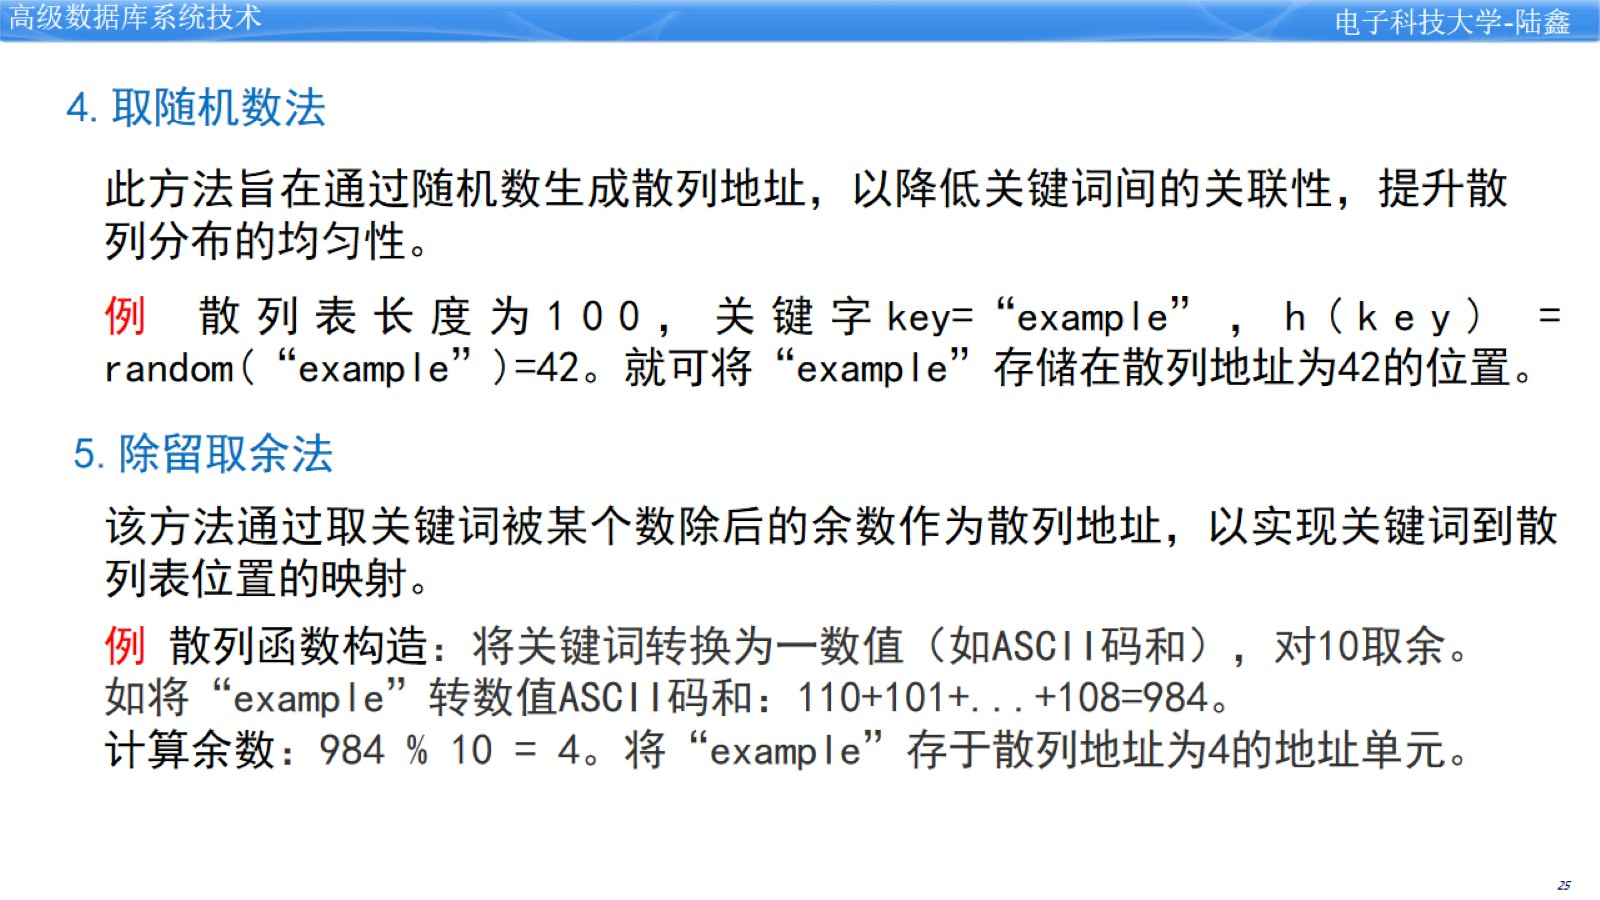 高级数据库系统技术
电子科技大学-陆鑫
4. 取随机数法
此方法旨在通过随机数生成散列地址，以降低关键词间的关联性，提升散
列分布的均匀性。
例 散列表长度为100，关键字key=“example”，h(key) =
random(“example”)=42。就可将“example”存储在散列地址为42的位置。
5. 除留取余法
该方法通过取关键词被某个数除后的余数作为散列地址，以实现关键词到散
列表位置的映射。
例 散列函数构造：将关键词转换为一数值（如ASCII码和），对10取余。
如将“example”转数值ASCII码和：110+101+...+108=984。
计算余数：984 % 10 = 4。将“example”存于散列地址为4的地址单元。
25